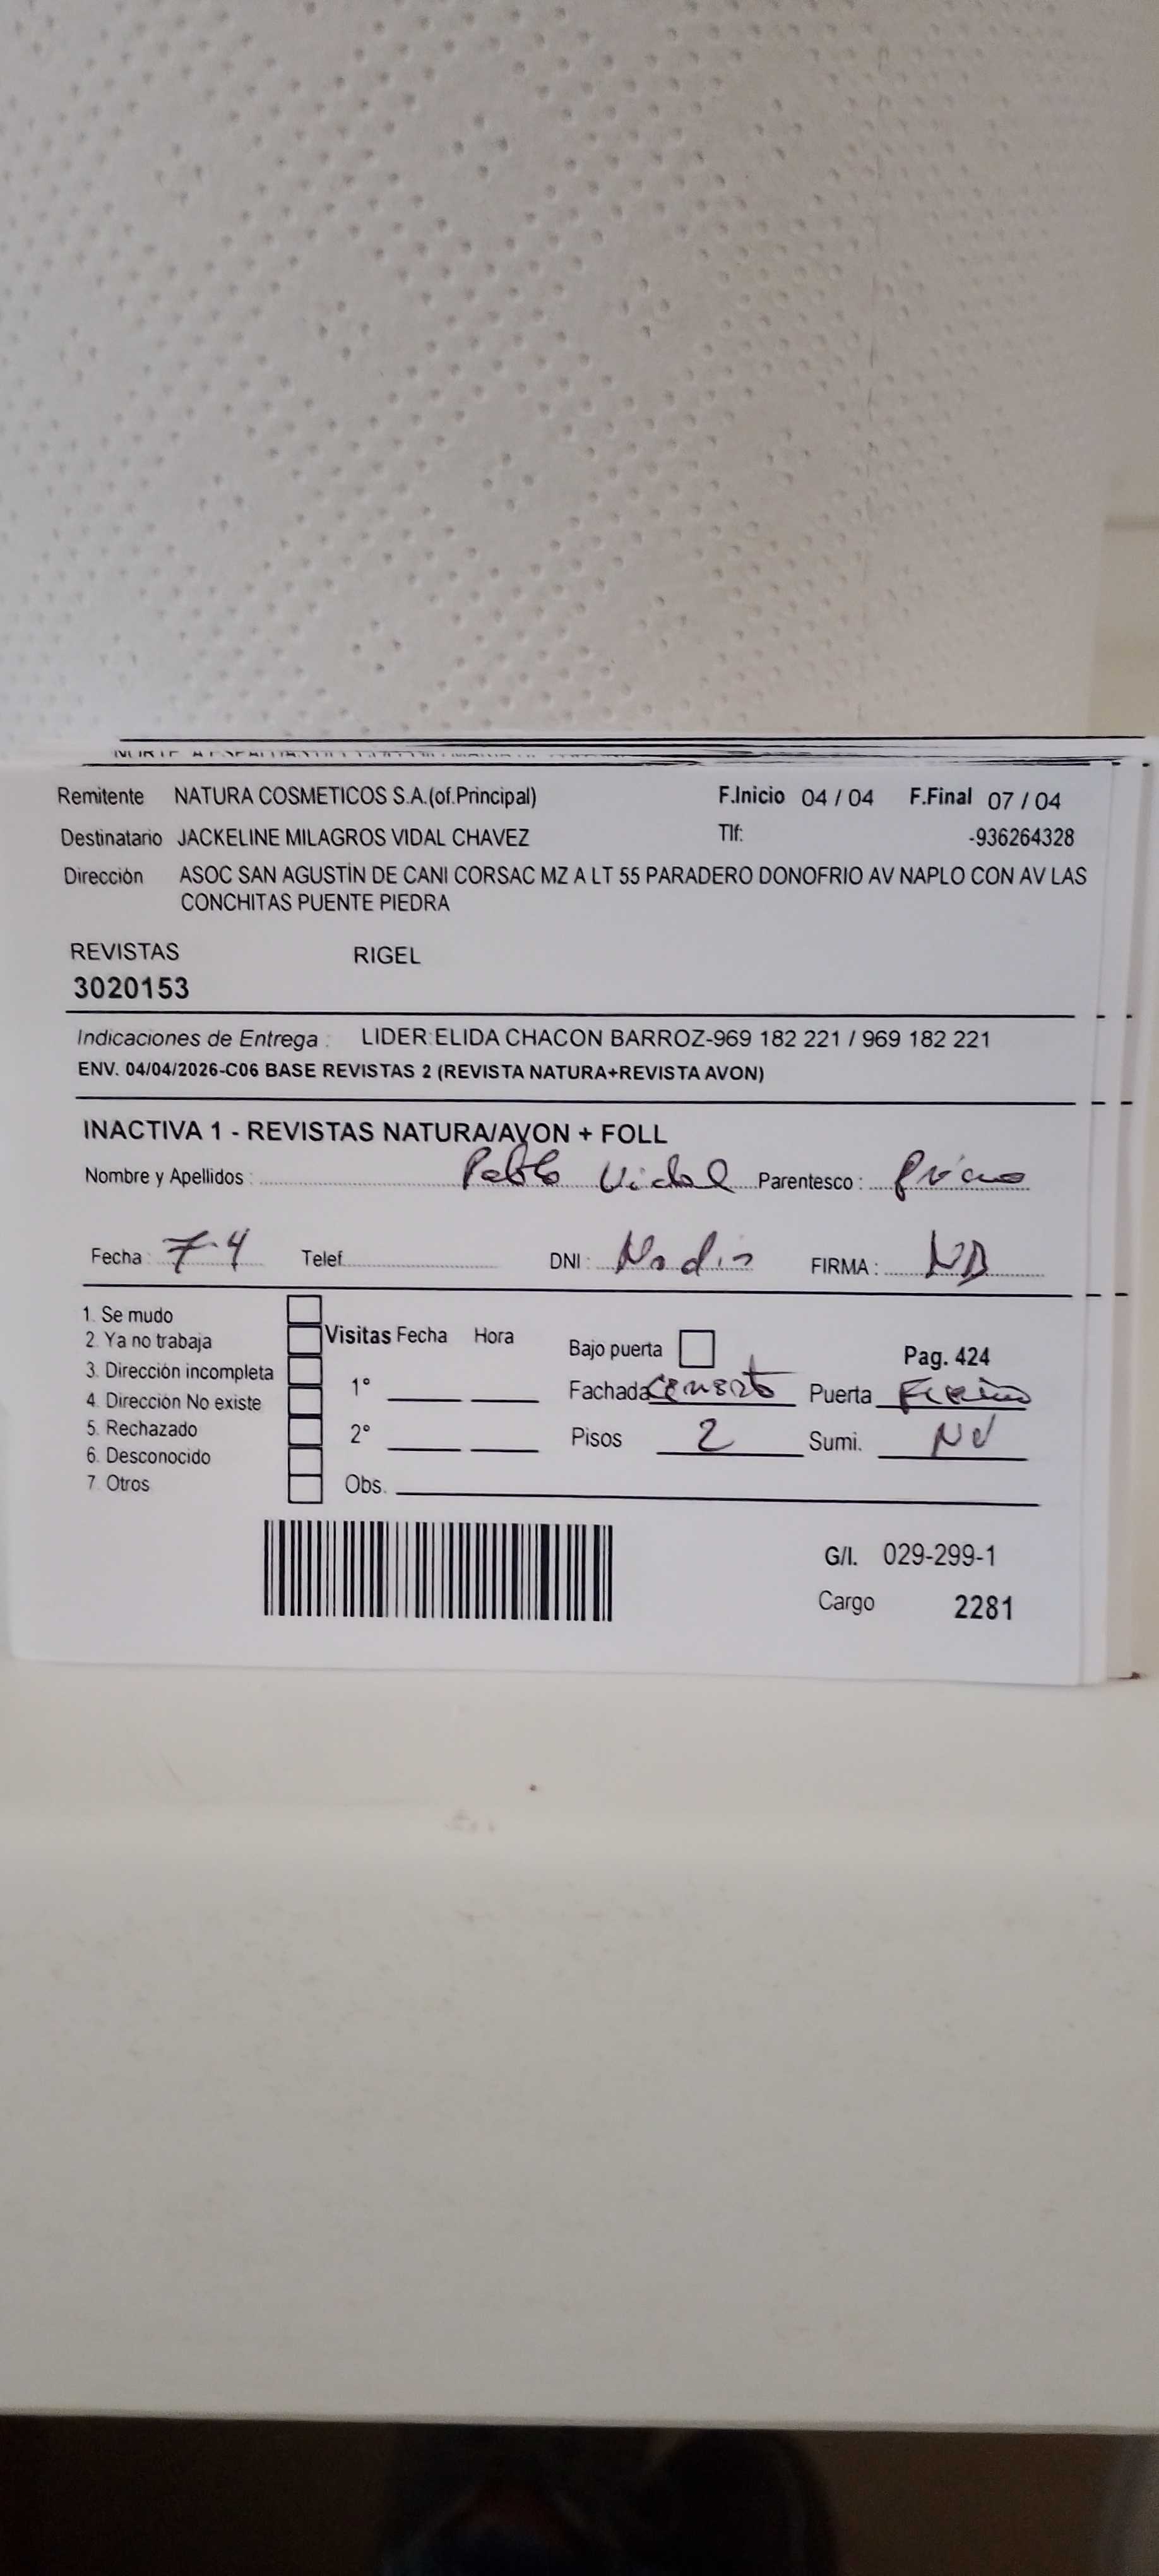 Remitente NATURA COSMETICOS S.A.(of.Principal) F.Inicio 04 / 04 F.Final 07 / 04
Destinatario JACKELINE MILAGROS VIDAL CHAVEZ Tlf: -936264328
Dirección ASOC SAN AGUSTIN DE CANI CORSAC MZ A LT 55 PARADERO DONOFRIO AV NAPLO CON AV LAS
CONCHITAS PUENTE PIEDRA
REVISTAS RIGEL
3020153
Indicaciones de Entrega : LIDER:ELIDA CHACON BARROZ-969 182 221 / 969 182 221
ENV. 04/04/2026-C06 BASE REVISTAS 2 (REVISTA NATURA+REVISTA AVON)
INACTIVA 1 - REVISTAS NATURA/AVON + FOLL
Nombre y Apellidos : Pablo Vidal Parentesco :
Fecha : 7-4 Telef. DNI : FIRMA :
1. Se mudo
2. Ya no trabaja
3. Dirección incompleta
4. Dirección No existe
5. Rechazado
6. Desconocido
7. Otros
Visitas Fecha Hora
1°
2°
Obs.
Bajo puerta Pag. 424
Fachada Puerta
Pisos 2 Sumi.
G/I. 029-299-1
Cargo 2281